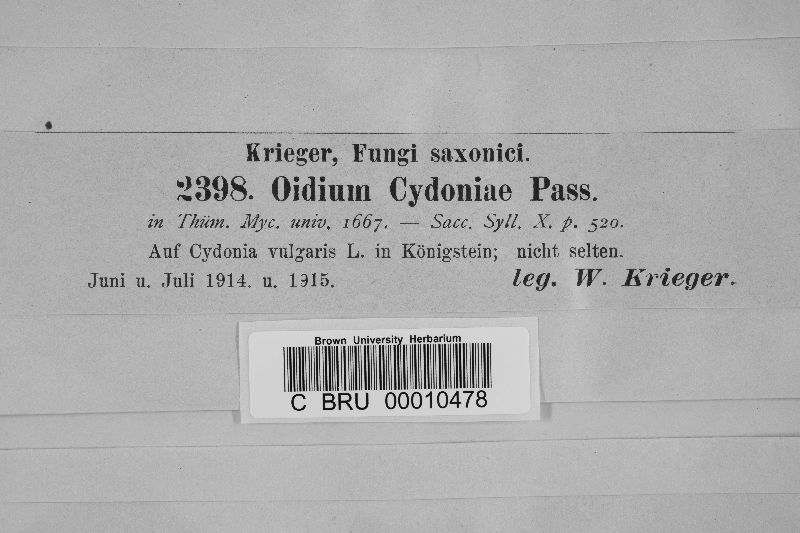 Krieger, Fungi saxonici.
2398. Oidium Cydoniae Pass.
in Thüm. Myc. univ. 1667. — Sacc. Syll. X. p. 520.
Auf Cydonia vulgaris L. in Königstein; nicht selten.
Juni u. Juli 1914. u. 1915. leg. W. Krieger.
Brown University Herbarium
C BRU 00010478